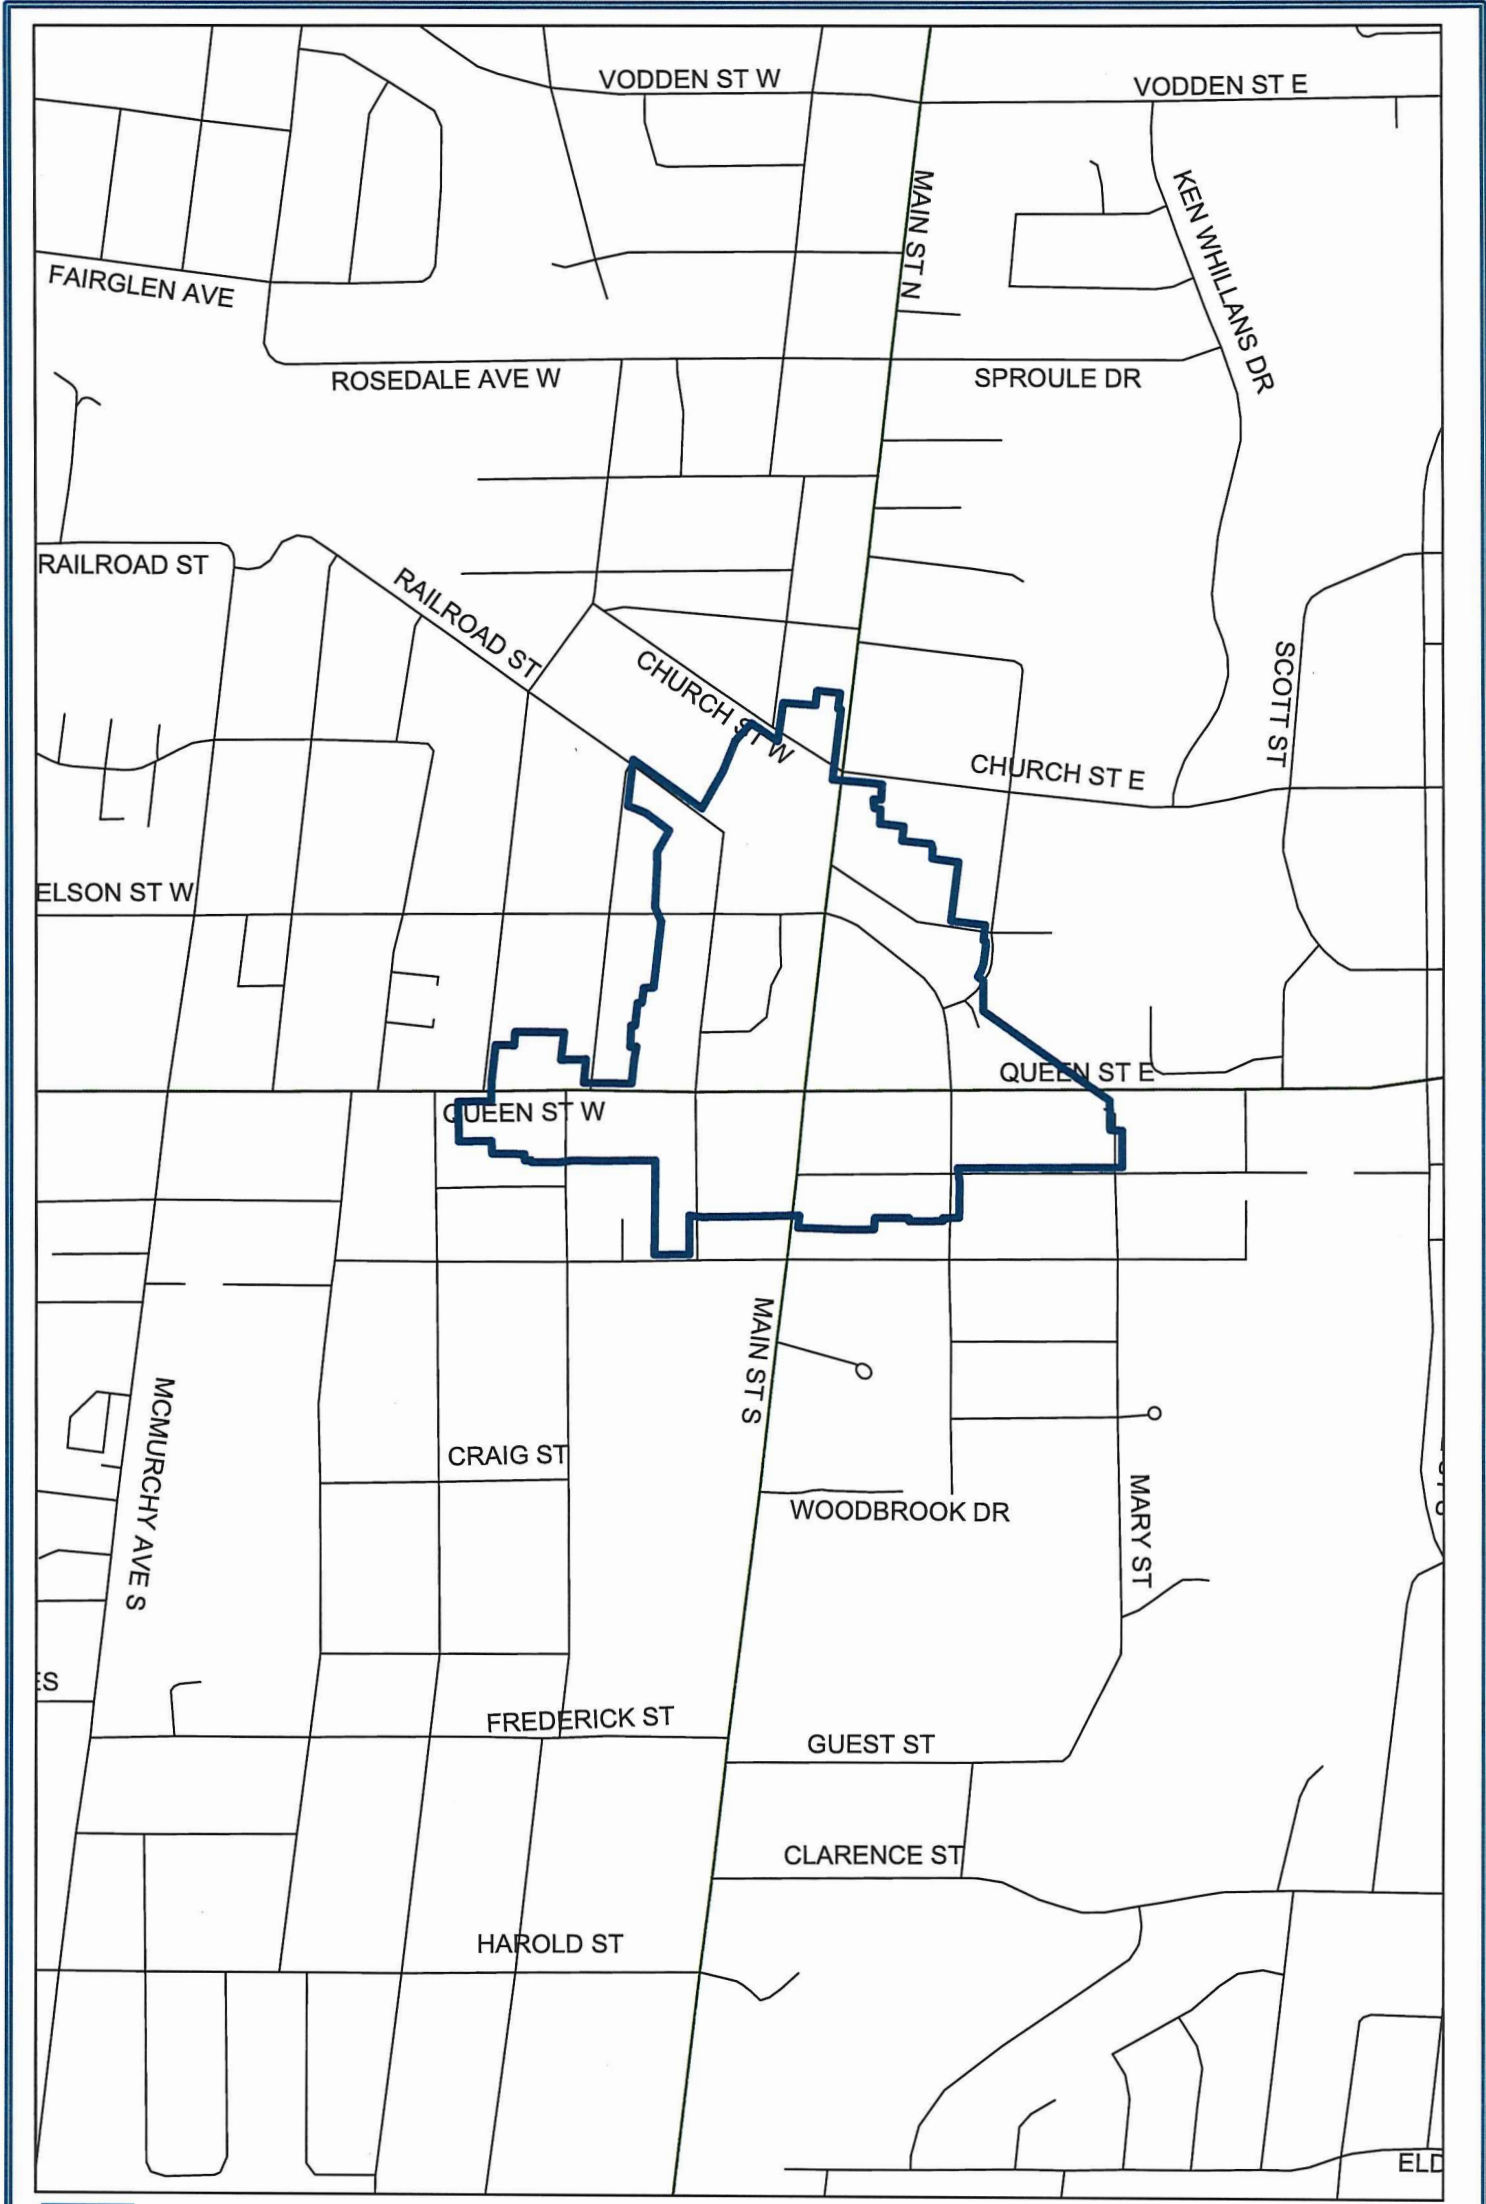 VODDEN ST W
VODDEN ST E
MAIN ST N
KEN WHILLANS DR
FAIRGLEN AVE
ROSEDALE AVE W
SPROULE DR
RAILROAD ST
RAILROAD ST
CHURCH ST W
SCOTT ST
CHURCH ST E
ELSON ST W
QUEEN ST E
QUEEN ST W
MAIN ST S
MCMURCHY AVE S
CRAIG ST
WOODBROOK DR
MARY ST
ES
FREDERICK ST
GUEST ST
CLARENCE ST
HAROLD ST
ELD